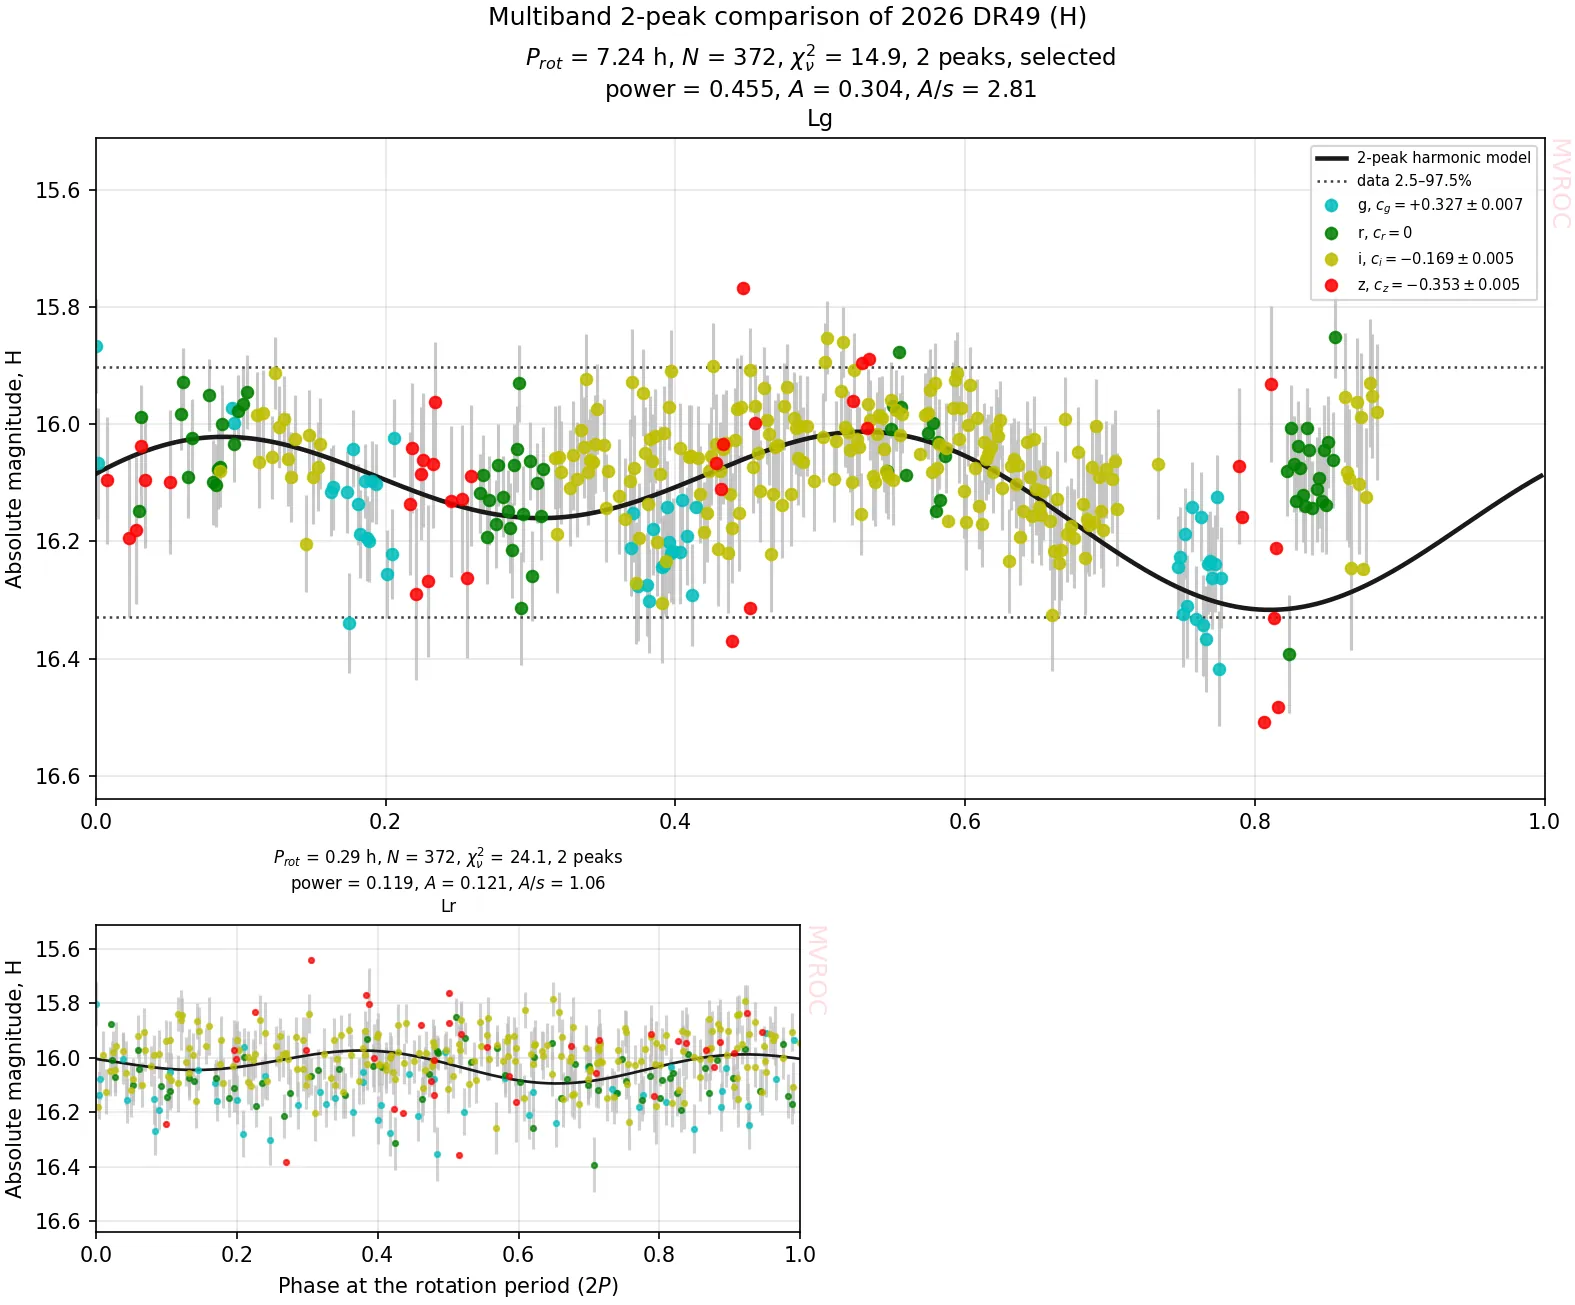 Multiband 2-peak comparison of 2026 DR49 (H)
P_rot = 7.24 h, N = 372, χ²_ν = 14.9, 2 peaks, selected
power = 0.455, A = 0.304, A/s = 2.81
Lg
Absolute magnitude, H
15.6
15.8
16.0
16.2
16.4
16.6
0.0 0.2 0.4 0.6 0.8 1.0
2-peak harmonic model
data 2.5–97.5%
g, c_g = +0.327 ± 0.007
r, c_r = 0
i, c_i = −0.169 ± 0.005
z, c_z = −0.353 ± 0.005
MVROC
P_rot = 0.29 h, N = 372, χ²_ν = 24.1, 2 peaks
power = 0.119, A = 0.121, A/s = 1.06
Lr
Absolute magnitude, H
15.6
15.8
16.0
16.2
16.4
16.6
0.0 0.2 0.4 0.6 0.8 1.0
Phase at the rotation period (2P)
MVROC